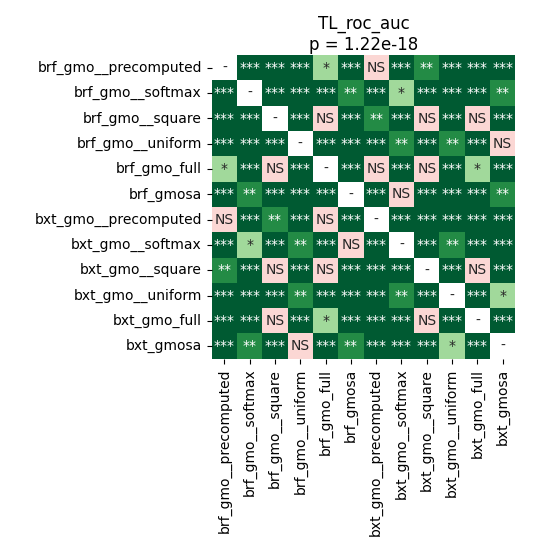 TL_roc_auc
p = 1.22e-18
brf_gmo__precomputed - *** *** *** * *** NS *** ** *** *** ***
brf_gmo__softmax *** - *** *** *** ** *** * *** *** *** **
brf_gmo__square *** *** - *** NS *** ** *** NS *** NS ***
brf_gmo__uniform *** *** *** - *** *** *** ** *** ** *** NS
brf_gmo_full * *** NS *** - *** NS *** NS *** * ***
brf_gmosa *** ** *** *** *** - *** NS *** *** *** **
bxt_gmo__precomputed NS *** ** *** NS *** - *** *** *** *** ***
bxt_gmo__softmax *** * *** ** *** NS *** - *** ** *** ***
bxt_gmo__square ** *** NS *** NS *** *** *** - *** NS ***
bxt_gmo__uniform *** *** *** ** *** *** *** ** *** - *** *
bxt_gmo_full *** *** NS *** * *** *** *** NS *** - ***
bxt_gmosa *** ** *** NS *** ** *** *** *** * *** -
brf_gmo__precomputed
brf_gmo__softmax
brf_gmo__square
brf_gmo__uniform
brf_gmo_full
brf_gmosa
bxt_gmo__precomputed
bxt_gmo__softmax
bxt_gmo__square
bxt_gmo__uniform
bxt_gmo_full
bxt_gmosa